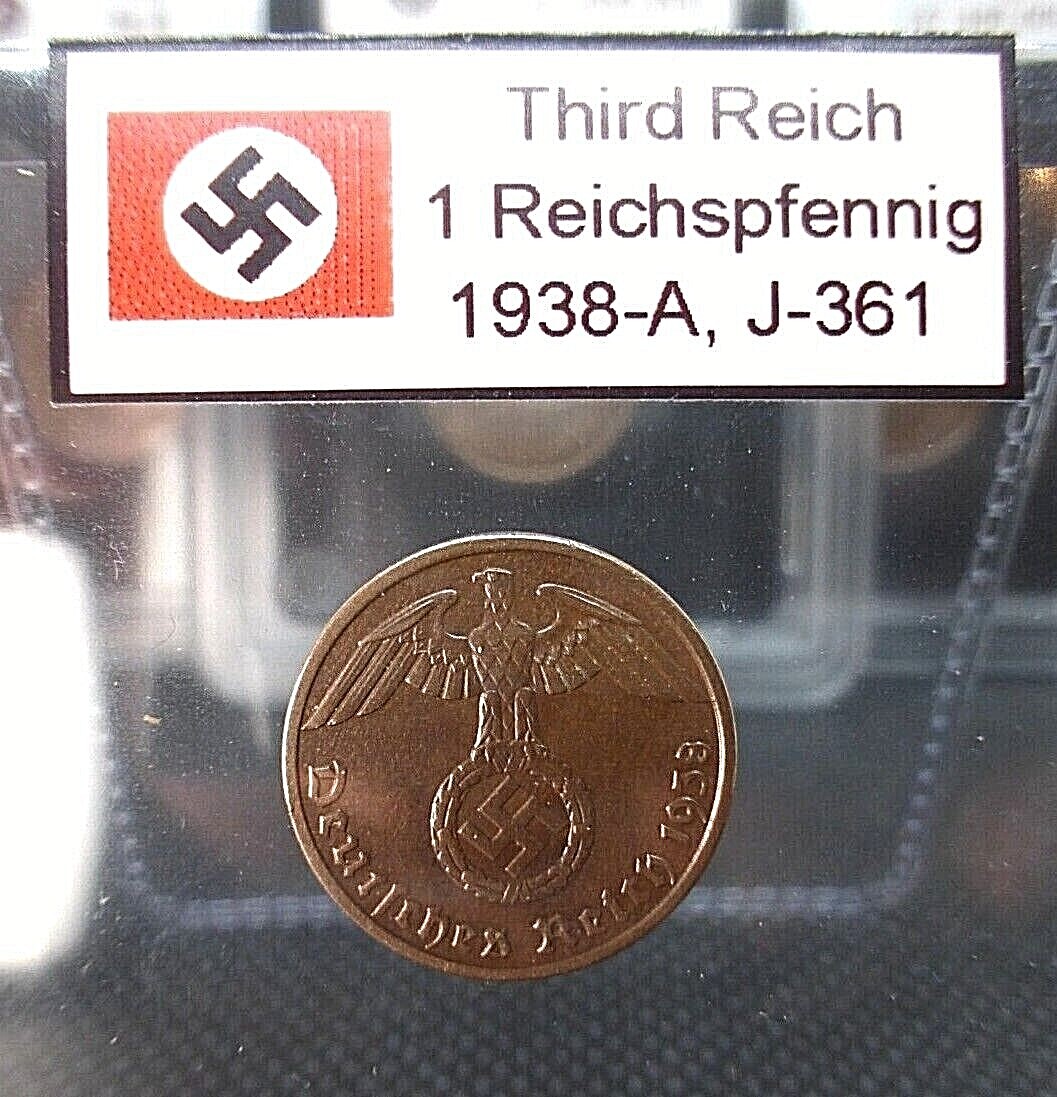 Third Reich
1 Reichspfennig
1938-A, J-361
Deutsches Reich 1938